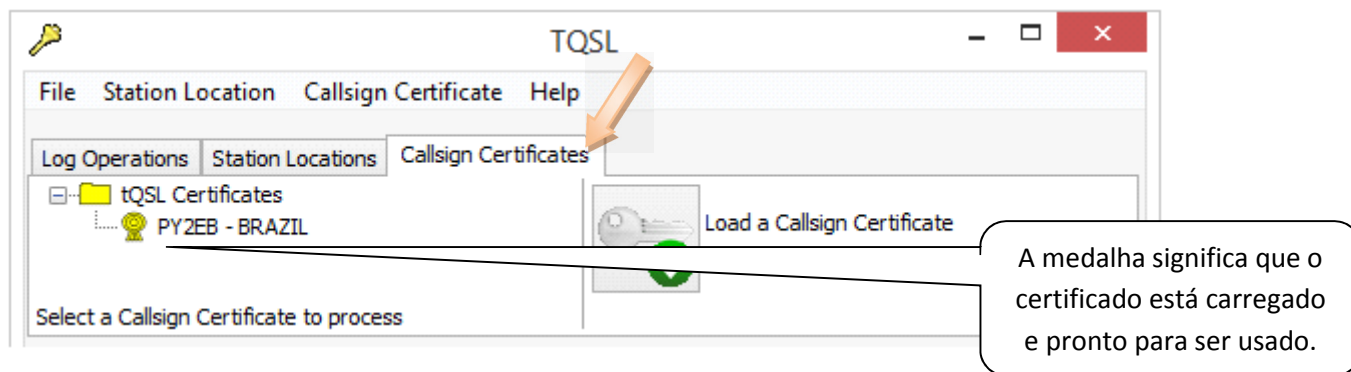 TQSL
File Station Location Callsign Certificate Help
Log Operations Station Locations Callsign Certificates
tQSL Certificates
PY2EB - BRAZIL
Load a Callsign Certificate
Select a Callsign Certificate to process
A medalha significa que o
certificado está carregado
e pronto para ser usado.